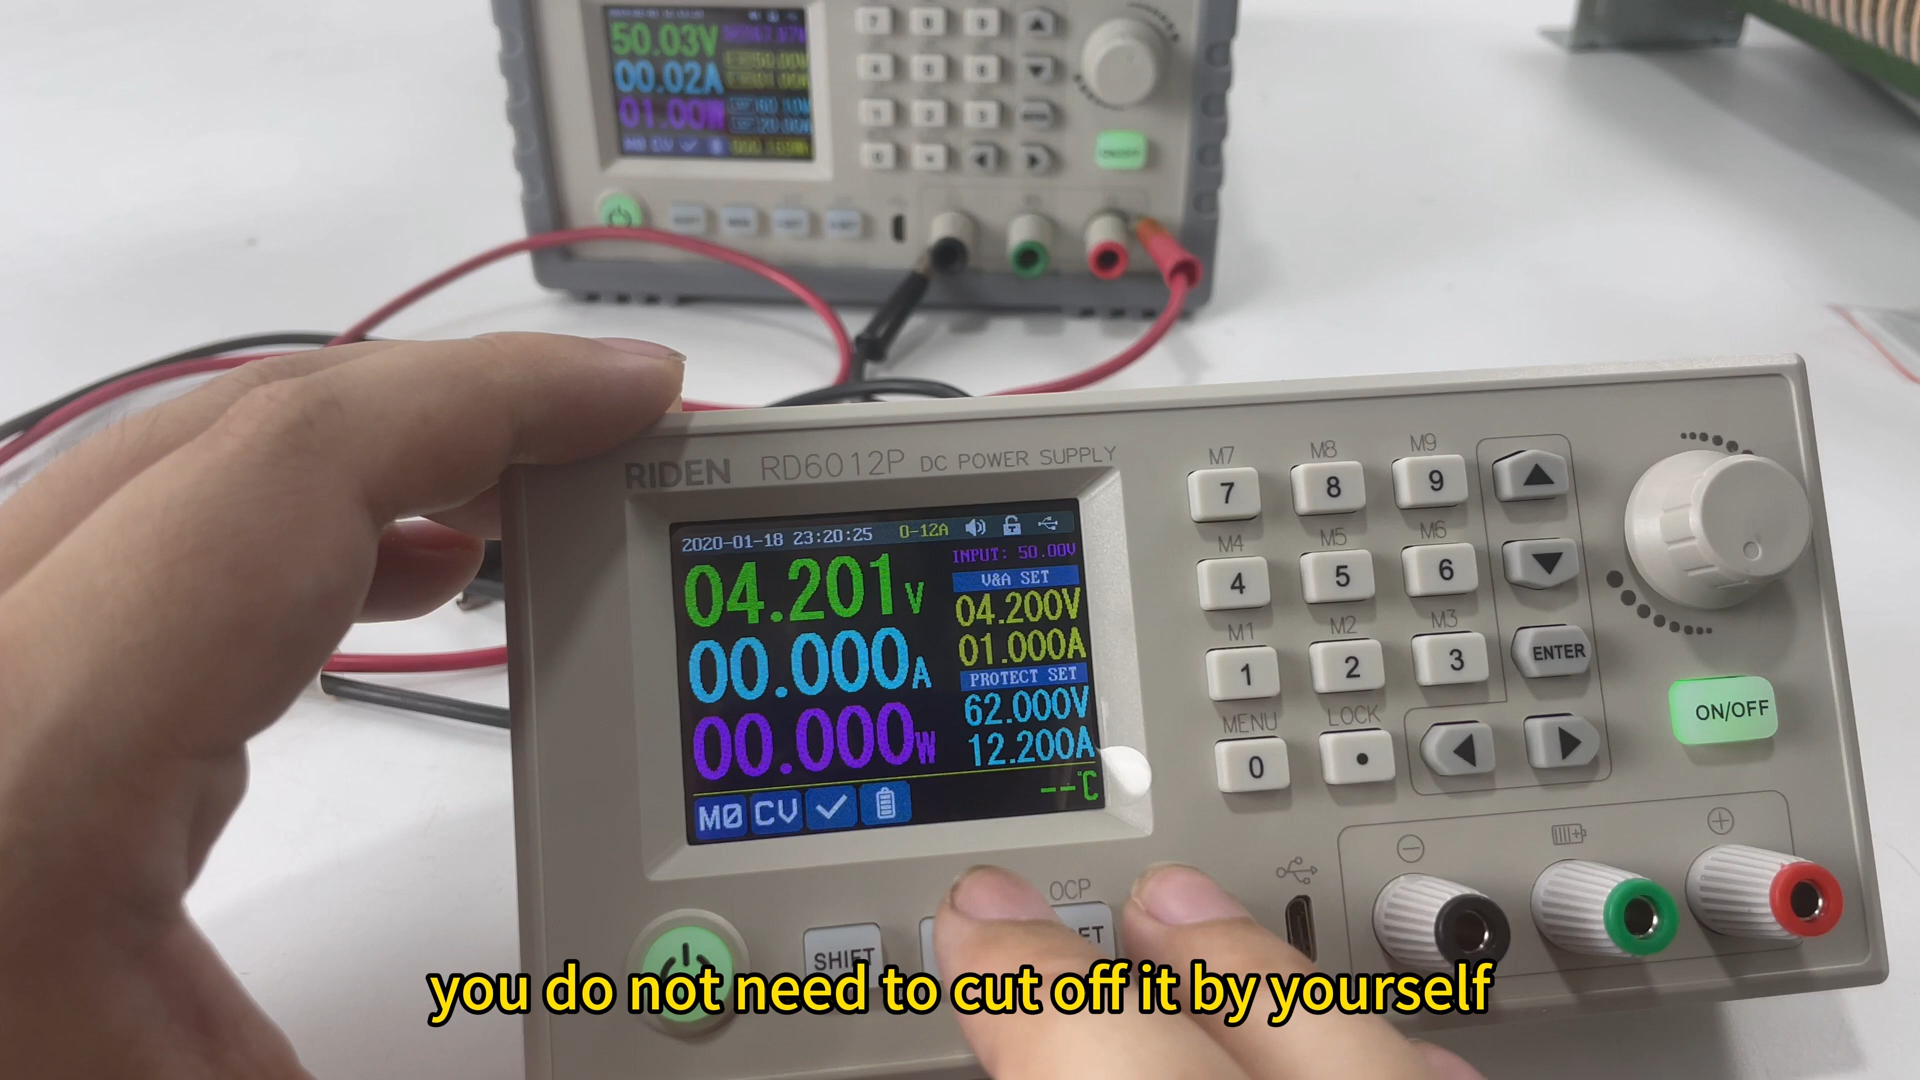 50.03V
00.02A
01.00W
M0 CV
RIDEN RD6012P DC POWER SUPPLY
2020-01-18 23:20:25 0-12A
INPUT: 50.00V
04.201V
V&A SET
04.200V
00.000A
01.000A
PROTECT SET
62.000V
00.000W
12.200A
--℃
M0 CV
M7 M8 M9
7 8 9
M4 M5 M6
4 5 6
M1 M2 M3
1 2 3 ENTER
MENU LOCK
0 .
ON/OFF
OCP
SHIFT
you do not need to cut off it by yourself